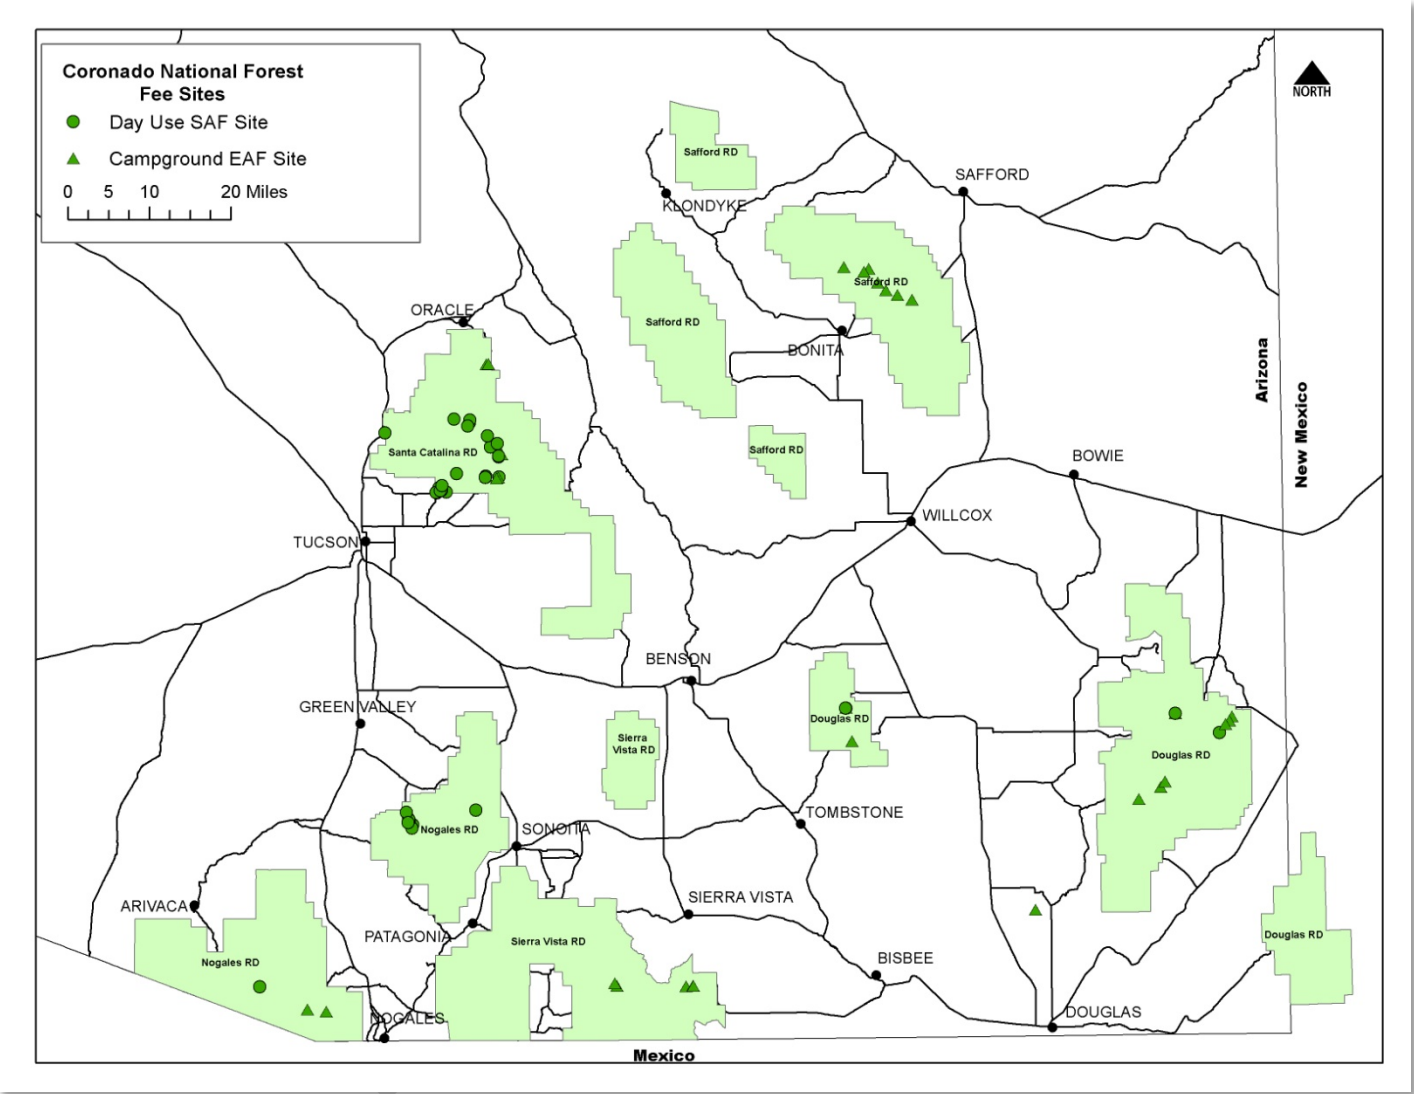 Coronado National Forest
Fee Sites
Day Use SAF Site
Campground EAF Site
0 5 10 20 Miles
NORTH
Safford RD
SAFFORD
KLONDYKE
Safford RD
ORACLE
Safford RD
BONITA
Arizona
New Mexico
Santa Catalina RD
Safford RD
BOWIE
WILLCOX
TUCSON
BENSON
GREEN VALLEY
Douglas RD
Sierra
Vista RD
Douglas RD
TOMBSTONE
Nogales RD
SONOITA
SIERRA VISTA
ARIVACA
PATAGONIA
Sierra Vista RD
Douglas RD
Nogales RD
BISBEE
NOGALES
DOUGLAS
Mexico